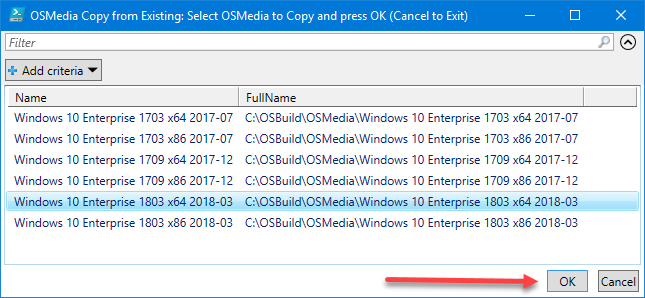 OSMedia Copy from Existing: Select OSMedia to Copy and press OK (Cancel to Exit)
Filter
Add criteria
Name FullName
Windows 10 Enterprise 1703 x64 2017-07 C:\OSBuild\OSMedia\Windows 10 Enterprise 1703 x64 2017-07
Windows 10 Enterprise 1703 x86 2017-07 C:\OSBuild\OSMedia\Windows 10 Enterprise 1703 x86 2017-07
Windows 10 Enterprise 1709 x64 2017-12 C:\OSBuild\OSMedia\Windows 10 Enterprise 1709 x64 2017-12
Windows 10 Enterprise 1709 x86 2017-12 C:\OSBuild\OSMedia\Windows 10 Enterprise 1709 x86 2017-12
Windows 10 Enterprise 1803 x64 2018-03 C:\OSBuild\OSMedia\Windows 10 Enterprise 1803 x64 2018-03
Windows 10 Enterprise 1803 x86 2018-03 C:\OSBuild\OSMedia\Windows 10 Enterprise 1803 x86 2018-03
OK Cancel